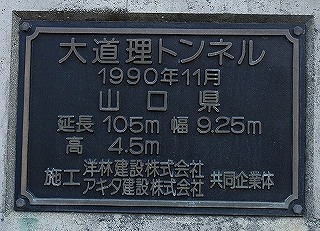 大道理トンネル
1990年11月
山口県
延長 105m 幅 9.25m
高 4.5m
施工 洋林建設株式会社
アキタ建設株式会社 共同企業体